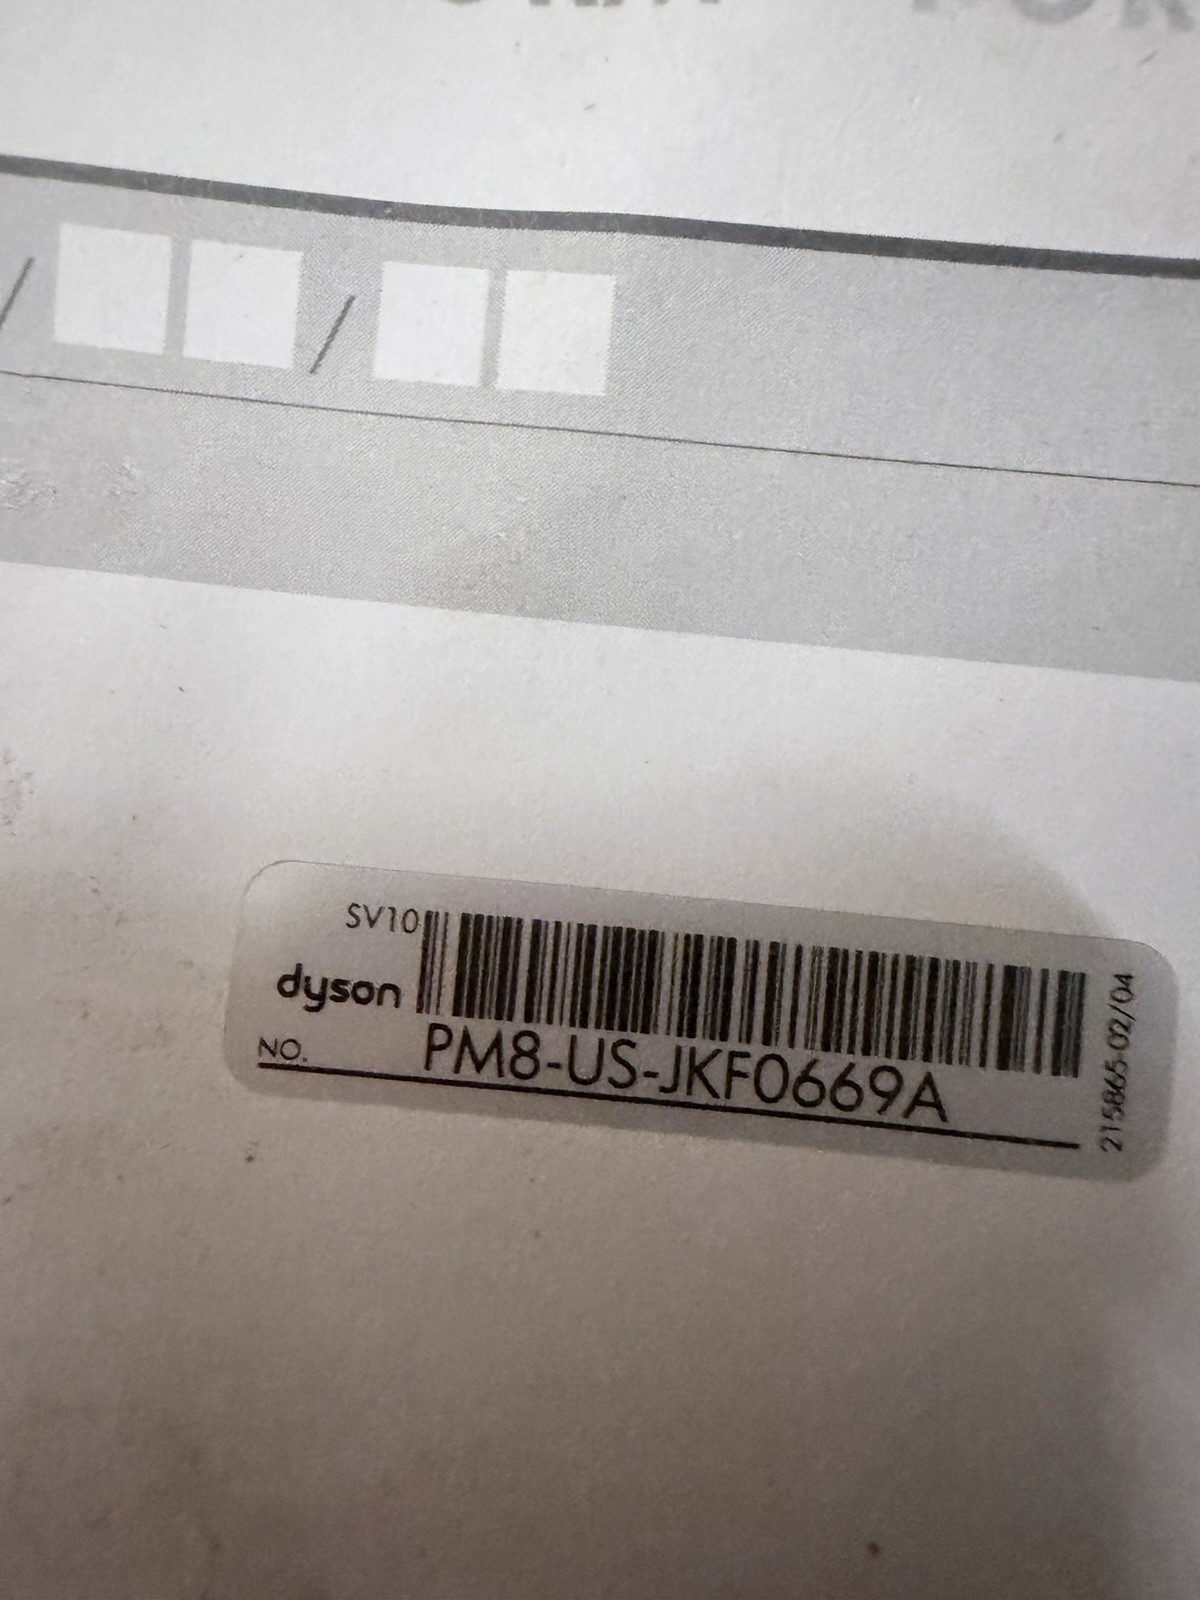 / /
SV10
dyson
NO. PM8-US-JKF0669A
215865-02/04